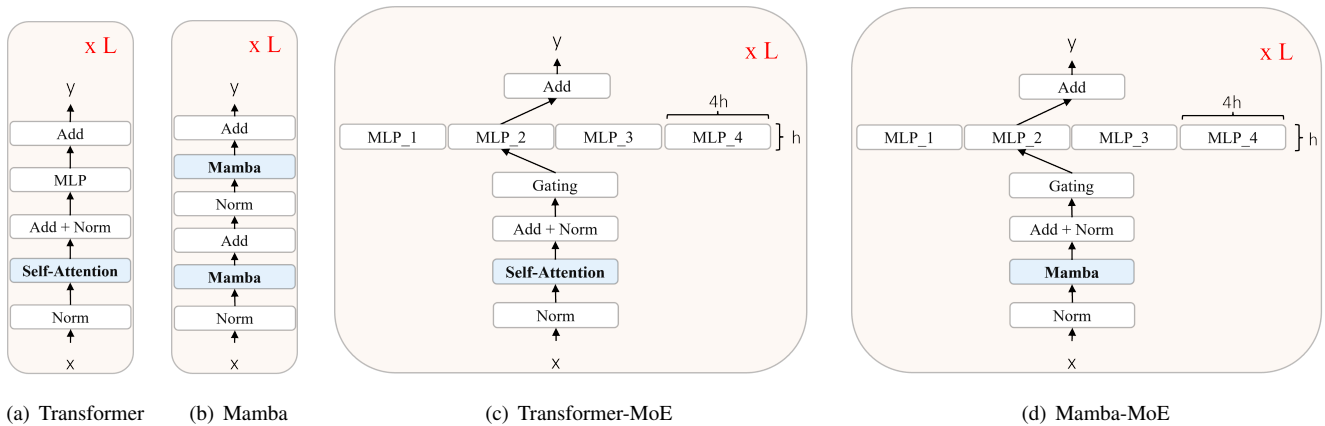 x L
y
Add
MLP
Add + Norm
Self-Attention
Norm
x
(a) Transformer
x L
y
Add
Mamba
Norm
Add
Mamba
Norm
x
(b) Mamba
x L
y
Add
4h
MLP_1 MLP_2 MLP_3 MLP_4 h
Gating
Add + Norm
Self-Attention
Norm
x
(c) Transformer-MoE
x L
y
Add
4h
MLP_1 MLP_2 MLP_3 MLP_4 h
Gating
Add + Norm
Mamba
Norm
x
(d) Mamba-MoE